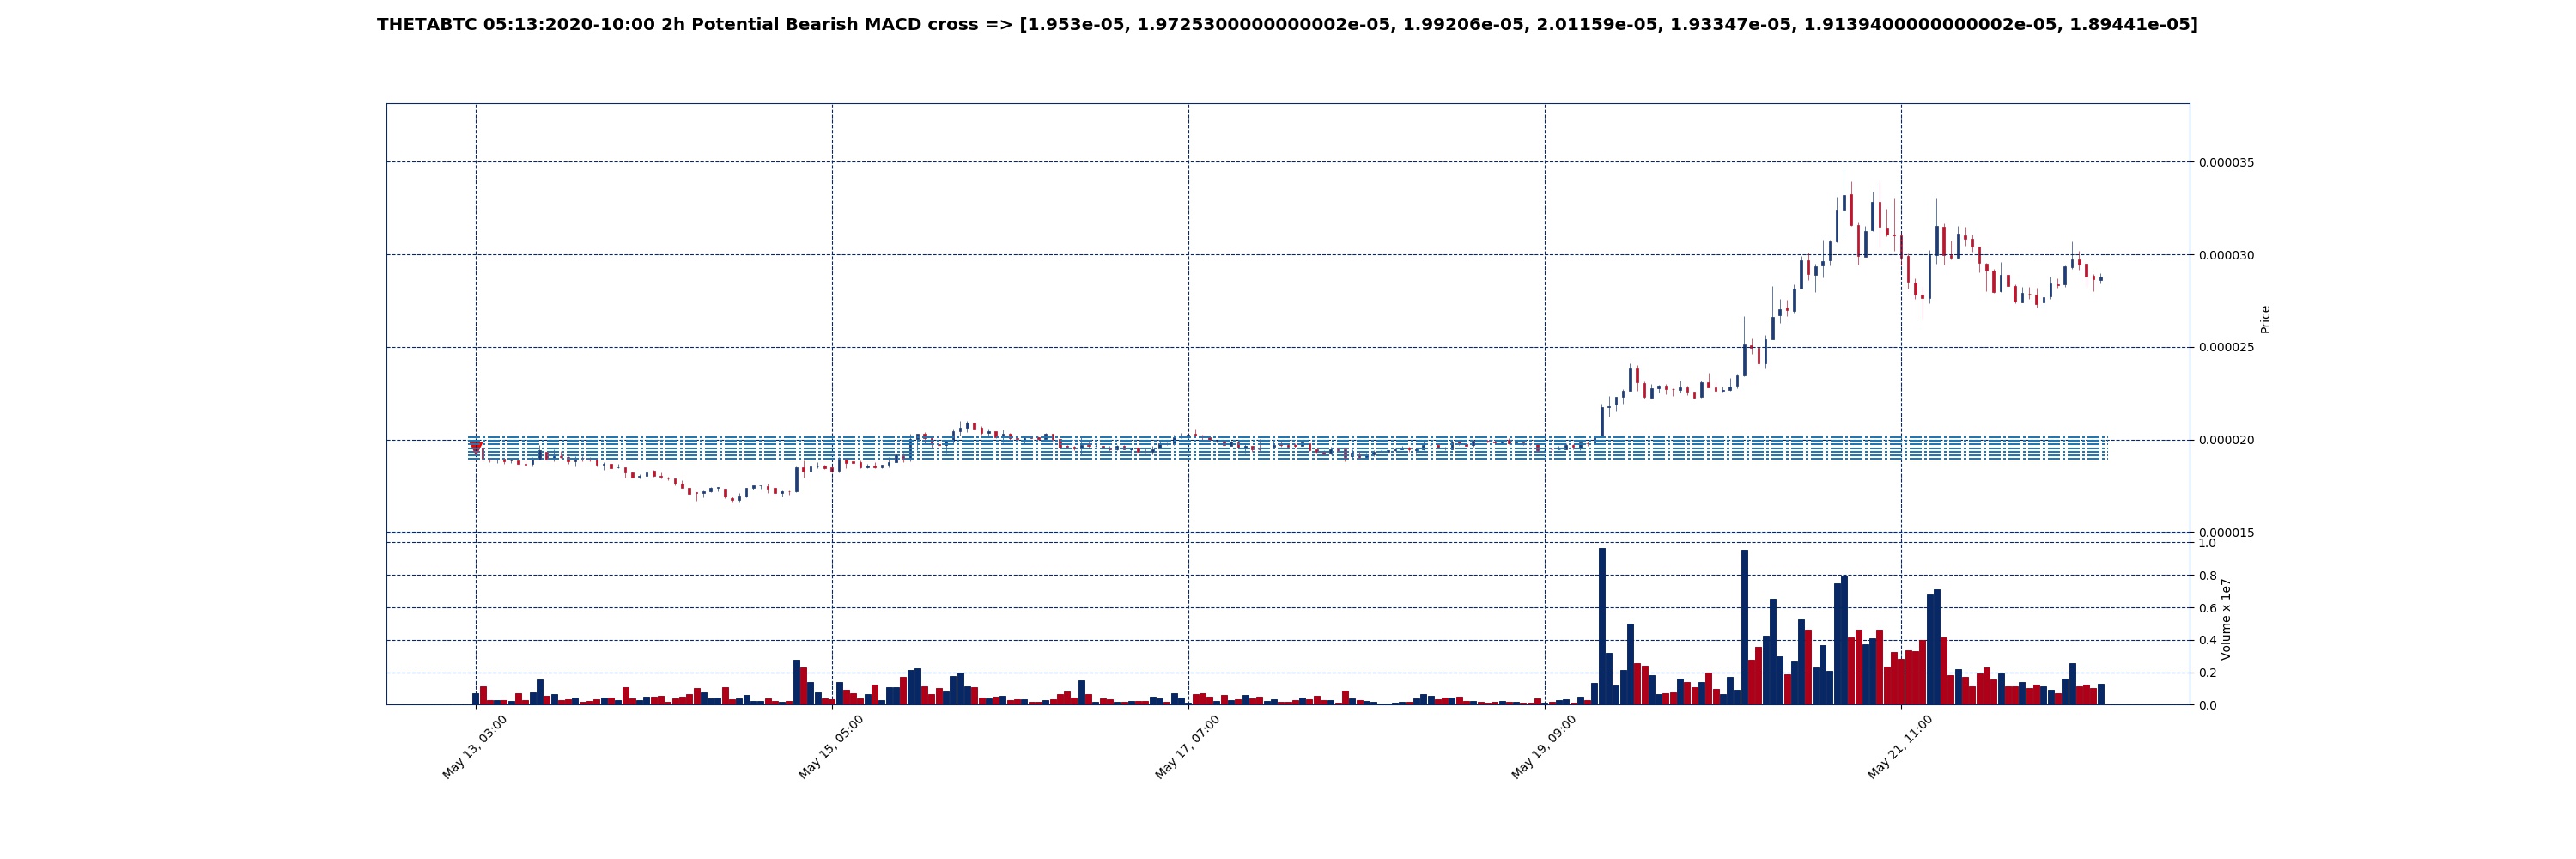 THETABTC 05:13:2020-10:00 2h Potential Bearish MACD cross => [1.953e-05, 1.9725300000000002e-05, 1.99206e-05, 2.01159e-05, 1.93347e-05, 1.9139400000000002e-05, 1.89441e-05]
0.000035
0.000030
Price
0.000025
0.000020
0.000015
1.0
0.8
0.6
Volume x 1e7
0.4
0.2
0.0
May 13, 03:00
May 15, 05:00
May 17, 07:00
May 19, 09:00
May 21, 11:00